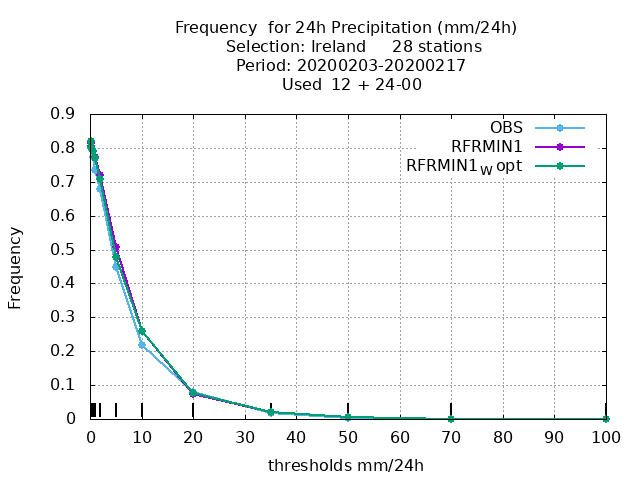 Frequency  for 24h Precipitation (mm/24h)
Selection: Ireland     28 stations
Period: 20200203-20200217
Used  12 + 24-00
OBS
RFRMIN1
RFRMIN1W opt
Frequency
0.9
0.8
0.7
0.6
0.5
0.4
0.3
0.2
0.1
0
0 10 20 30 40 50 60 70 80 90 100
thresholds mm/24h